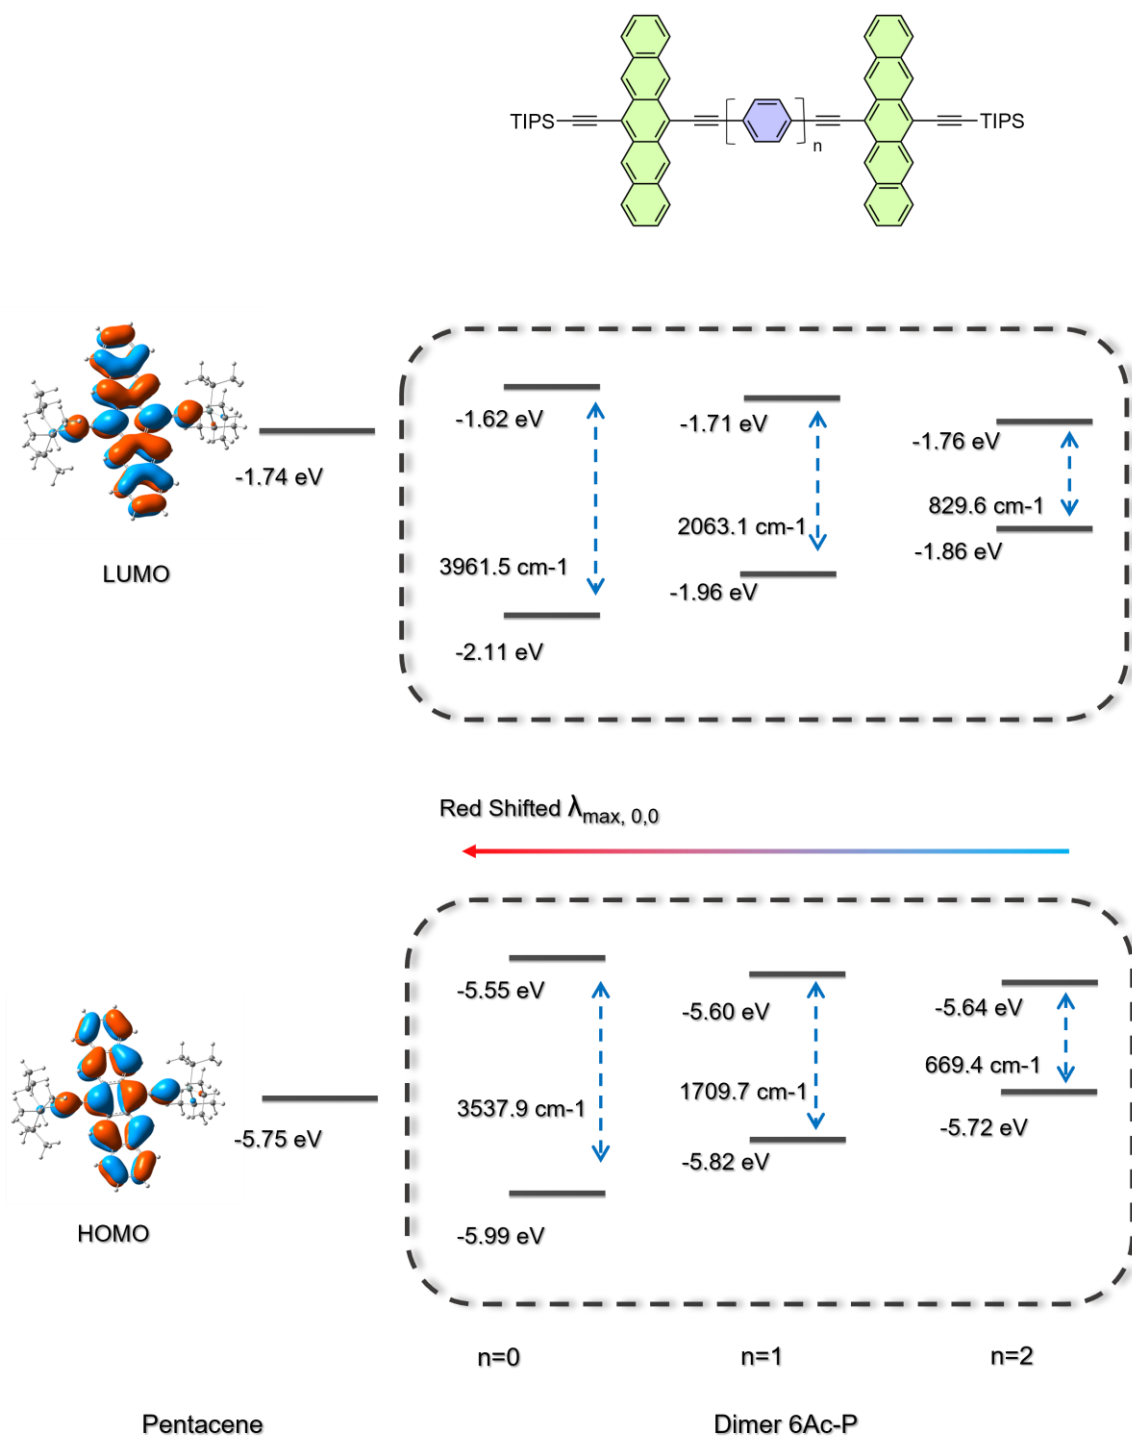 TIPS
n
TIPS
-1.62 eV
-1.71 eV
-1.76 eV
-1.74 eV
829.6 cm-1
2063.1 cm-1
-1.86 eV
3961.5 cm-1
LUMO
-1.96 eV
-2.11 eV
Red Shifted λmax, 0,0
-5.55 eV
-5.60 eV
-5.64 eV
669.4 cm-1
1709.7 cm-1
3537.9 cm-1
-5.75 eV
-5.72 eV
-5.82 eV
HOMO
-5.99 eV
n=0
n=1
n=2
Pentacene
Dimer 6Ac-P